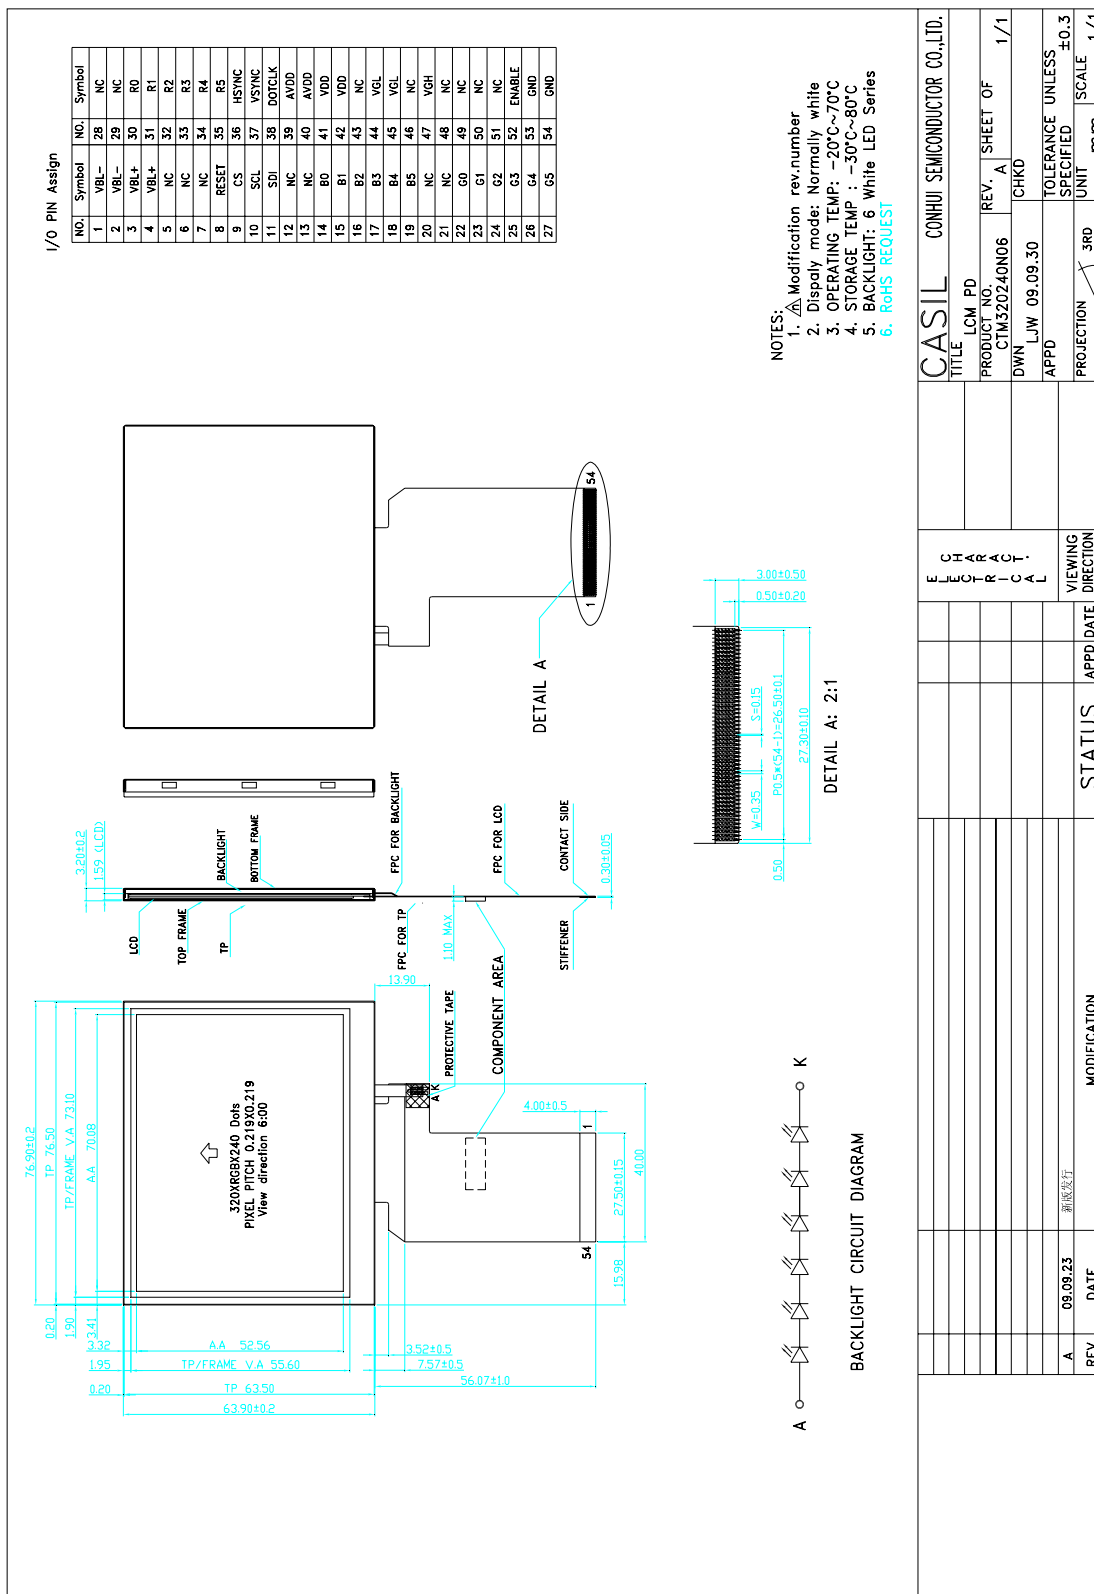 I/O PIN Assign
NO. Symbol NO. Symbol
1 VBL- 28 NC
2 VBL- 29 NC
3 VBL+ 30 R0
4 VBL+ 31 R1
5 NC 32 R2
6 NC 33 R3
7 NC 34 R4
8 RESET 35 R5
9 CS 36 HSYNC
10 SCL 37 VSYNC
11 SDI 38 DOTCLK
12 NC 39 AVDD
13 NC 40 AVDD
14 B0 41 VDD
15 B1 42 VDD
16 B2 43 NC
17 B3 44 VGL
18 B4 45 VGL
19 B5 46 NC
20 NC 47 VGH
21 NC 48 NC
22 G0 49 NC
23 G1 50 NC
24 G2 51 NC
25 G3 52 ENABLE
26 G4 53 GND
27 G5 54 GND
76.90±0.2
TP 76.50
TP/FRAME V.A 73.10
A.A 70.08
0.20
1.90
3.41
3.32
1.95
0.20
A.A 52.56
TP/FRAME V.A 55.60
TP 63.50
63.90±0.2
320XRGBX240 Dots
PIXEL PITCH 0.219X0.219
View direction 6:00
3.52±0.5
7.57±0.5
56.07±1.0
13.90
A K
PROTECTIVE TAPE
COMPONENT AREA
4.00±0.5
54
1
15.98
27.50±0.15
40.00
3.20±0.2
1.59 (LCD)
LCD
TOP FRAME
TP
BACKLIGHT
BOTTOM FRAME
FPC FOR BACKLIGHT
FPC FOR TP
1.10 MAX
FPC FOR LCD
STIFFENER
CONTACT SIDE
0.30±0.05
1
54
DETAIL A
3.00±0.50
0.50±0.20
W=0.35
S=0.15
P0.5*(54-1)=26.50±0.1
0.50
27.30±0.10
DETAIL A: 2:1
A
K
BACKLIGHT CIRCUIT DIAGRAM
NOTES:
1. Modification rev.number
2. Dispaly mode: Normally white
3. OPERATING TEMP: -20°C~70°C
4. STORAGE TEMP : -30°C~80°C
5. BACKLIGHT: 6 White LED Series
6. RoHS REQUEST
CASIL CONHUI SEMICONDUCTOR CO.,LTD.
TITLE
LCM PD
PRODUCT NO.
CTM320240N06
REV. A
SHEET OF 1/1
DWN
LJW 09.09.30
CHKD
APPD
TOLERANCE UNLESS
SPECIFIED ±0.3
PROJECTION 3RD
UNIT mm
SCALE 1/1
ELECTRICAL
CHARACT.
VIEWING
DIRECTION
A 09.09.23 新版发行
REV DATE MODIFICATION STATUS APPD DATE